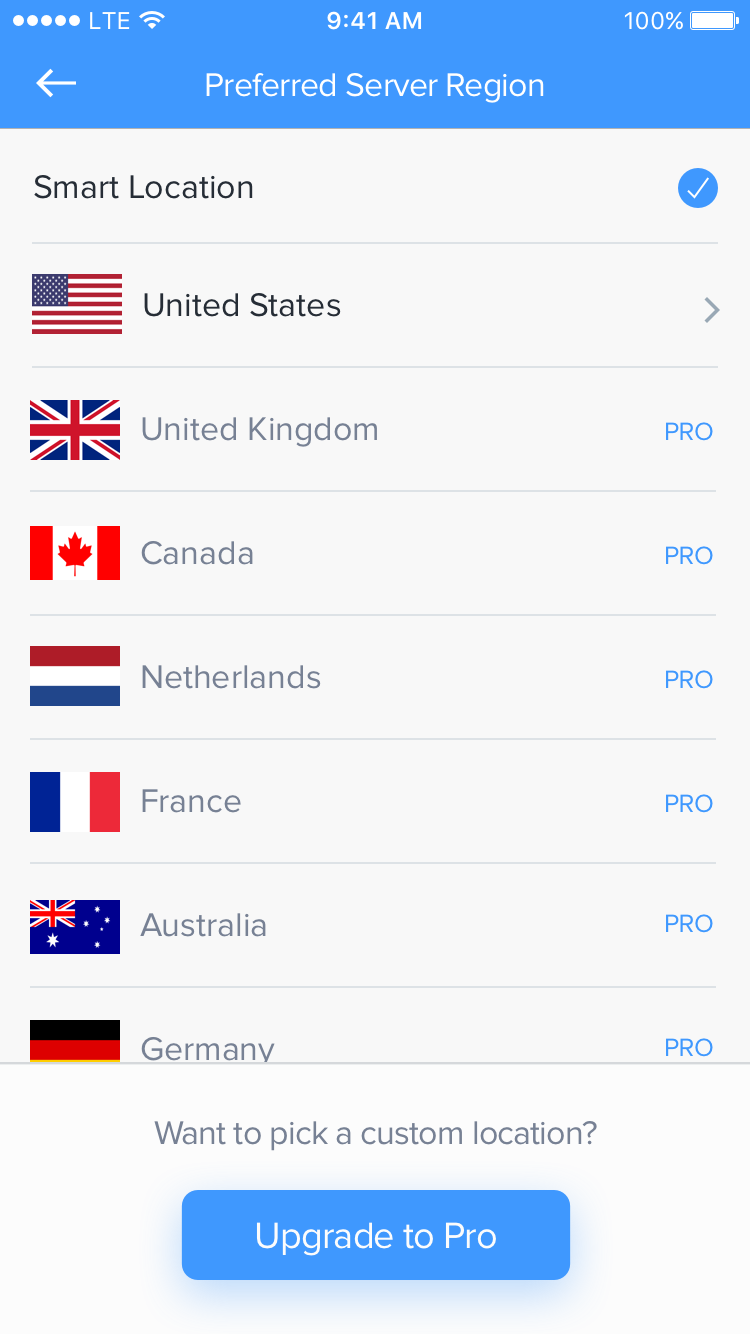 LTE 9:41 AM 100%
Preferred Server Region
Smart Location
United States
United Kingdom PRO
Canada PRO
Netherlands PRO
France PRO
Australia PRO
Germany PRO
Want to pick a custom location?
Upgrade to Pro